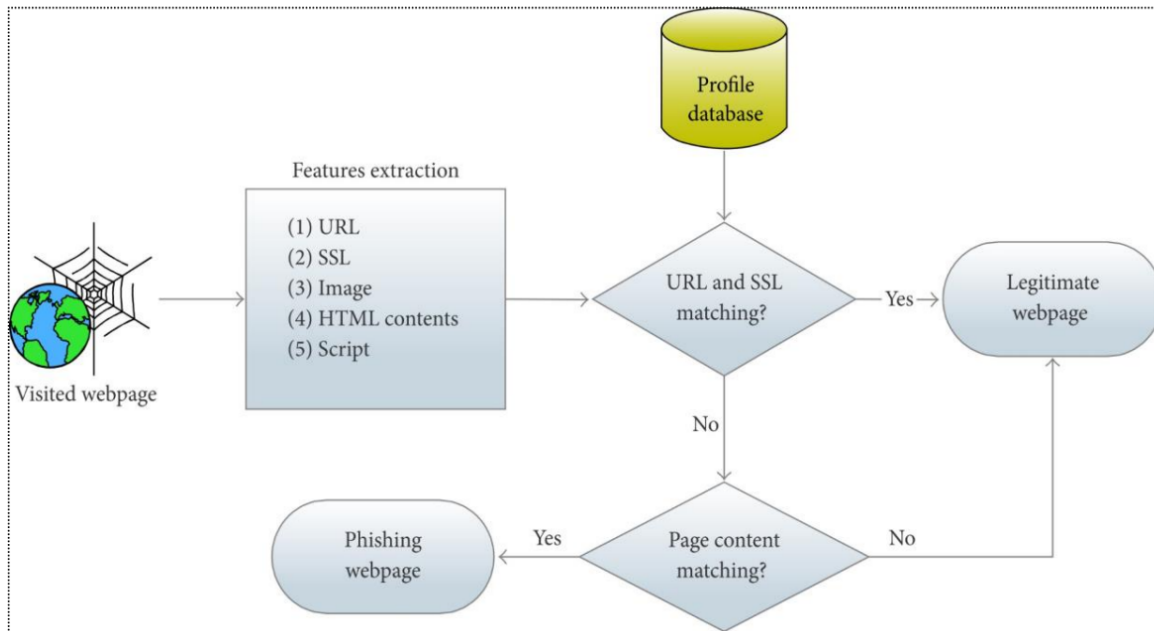 Profile
database
Features extraction
(1) URL
(2) SSL
(3) Image
(4) HTML contents
(5) Script
Visited webpage
URL and SSL
matching?
Yes
Legitimate
webpage
No
Phishing
webpage
Yes
Page content
matching?
No